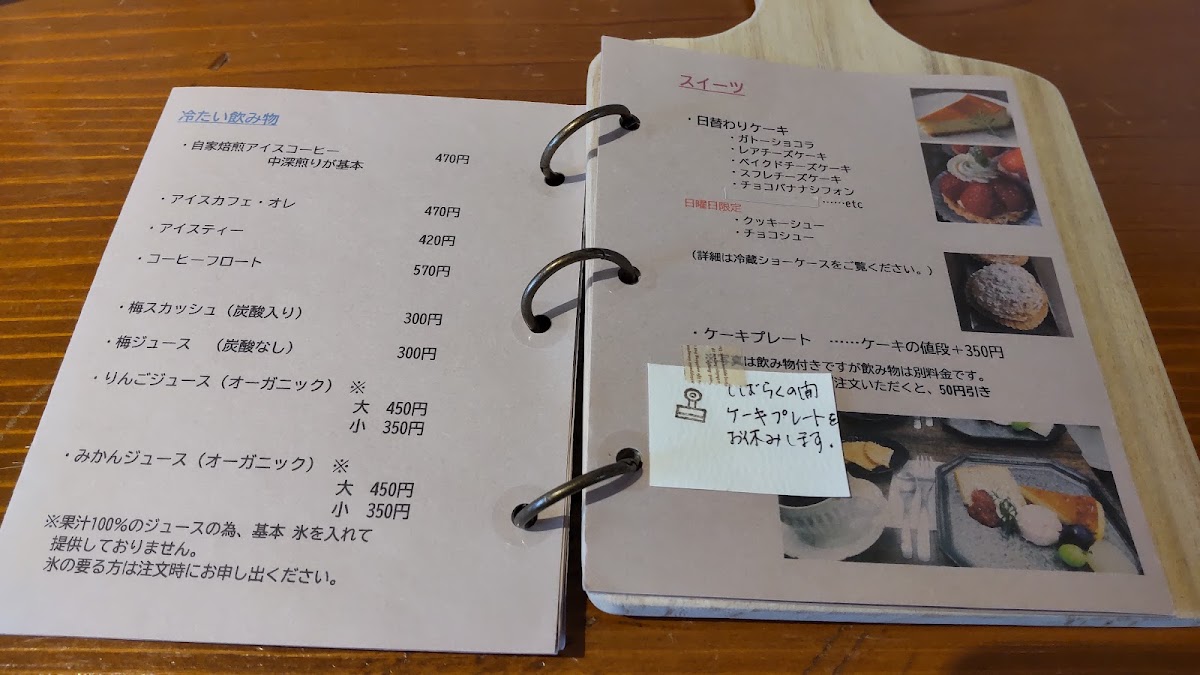 冷たい飲み物
・自家焙煎アイスコーヒー 470円
中深煎りが基本
・アイスカフェ・オレ 470円
・アイスティー 420円
・コーヒーフロート 570円
・梅スカッシュ（炭酸入り） 300円
・梅ジュース （炭酸なし） 300円
・りんごジュース（オーガニック） ※
大 450円
小 350円
・みかんジュース（オーガニック） ※
大 450円
小 350円
※果汁100％のジュースの為、基本 氷を入れて
提供しておりません。
氷の要る方は注文時にお申し出ください。
スイーツ
・日替わりケーキ
・ガトーショコラ
・レアチーズケーキ
・ベイクドチーズケーキ
・スフレチーズケーキ
・チョコバナナシフォン
……etc
日曜日限定
・クッキーシュー
・チョコシュー
（詳細は冷蔵ショーケースをご覧ください。）
・ケーキプレート ……ケーキの値段＋350円
写真は飲み物付きですが飲み物は別料金です。
注文いただくと、50円引き
しばらくの間
ケーキプレートを
お休みします.